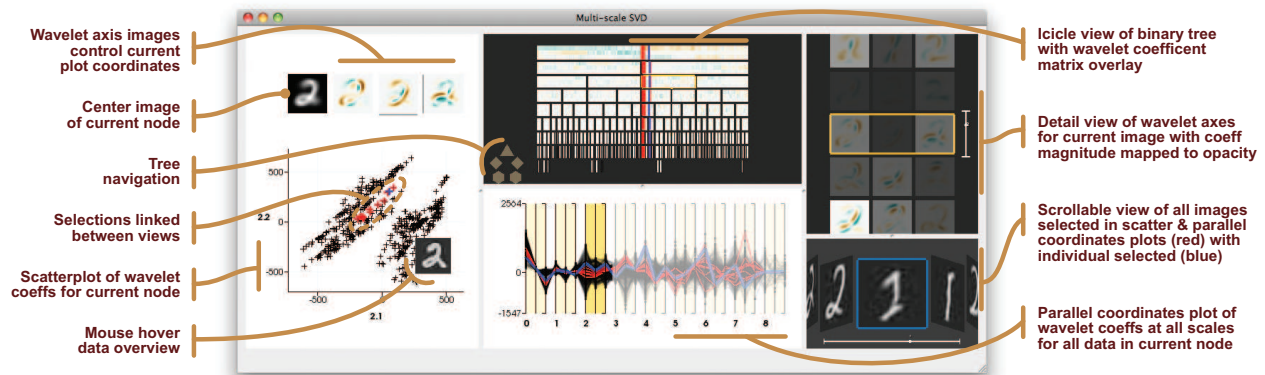 Multi-scale SVD
Wavelet axis images
control current
plot coordinates
Center image
of current node
Tree
navigation
Selections linked
between views
Scatterplot of wavelet
coeffs for current node
Mouse hover
data overview
500
0
-500
2.2
-500
0
500
2.1
2504
0
-1547
0 1 2 3 4 5 6 7 8
Icicle view of binary tree
with wavelet coefficent
matrix overlay
Detail view of wavelet axes
for current image with coeff
magnitude mapped to opacity
Scrollable view of all images
selected in scatter & parallel
coordinates plots (red) with
individual selected (blue)
Parallel coordinates plot of
wavelet coeffs at all scales
for all data in current node